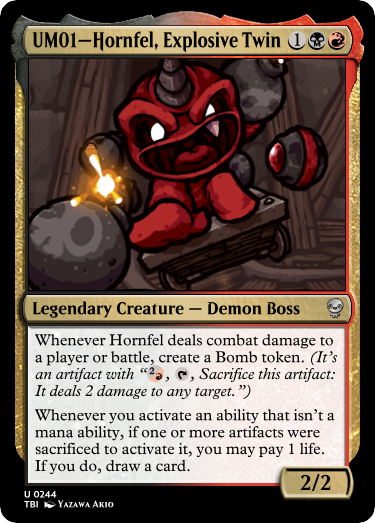 UM01—Hornfel, Explosive Twin 1
Legendary Creature — Demon Boss
Whenever Hornfel deals combat damage to
a player or battle, create a Bomb token. (It's
an artifact with “2, , Sacrifice this artifact:
It deals 2 damage to any target.”)
Whenever you activate an ability that isn't a
mana ability, if one or more artifacts were
sacrificed to activate it, you may pay 1 life.
If you do, draw a card.
2/2
U 0244
TBI Yazawa Akio